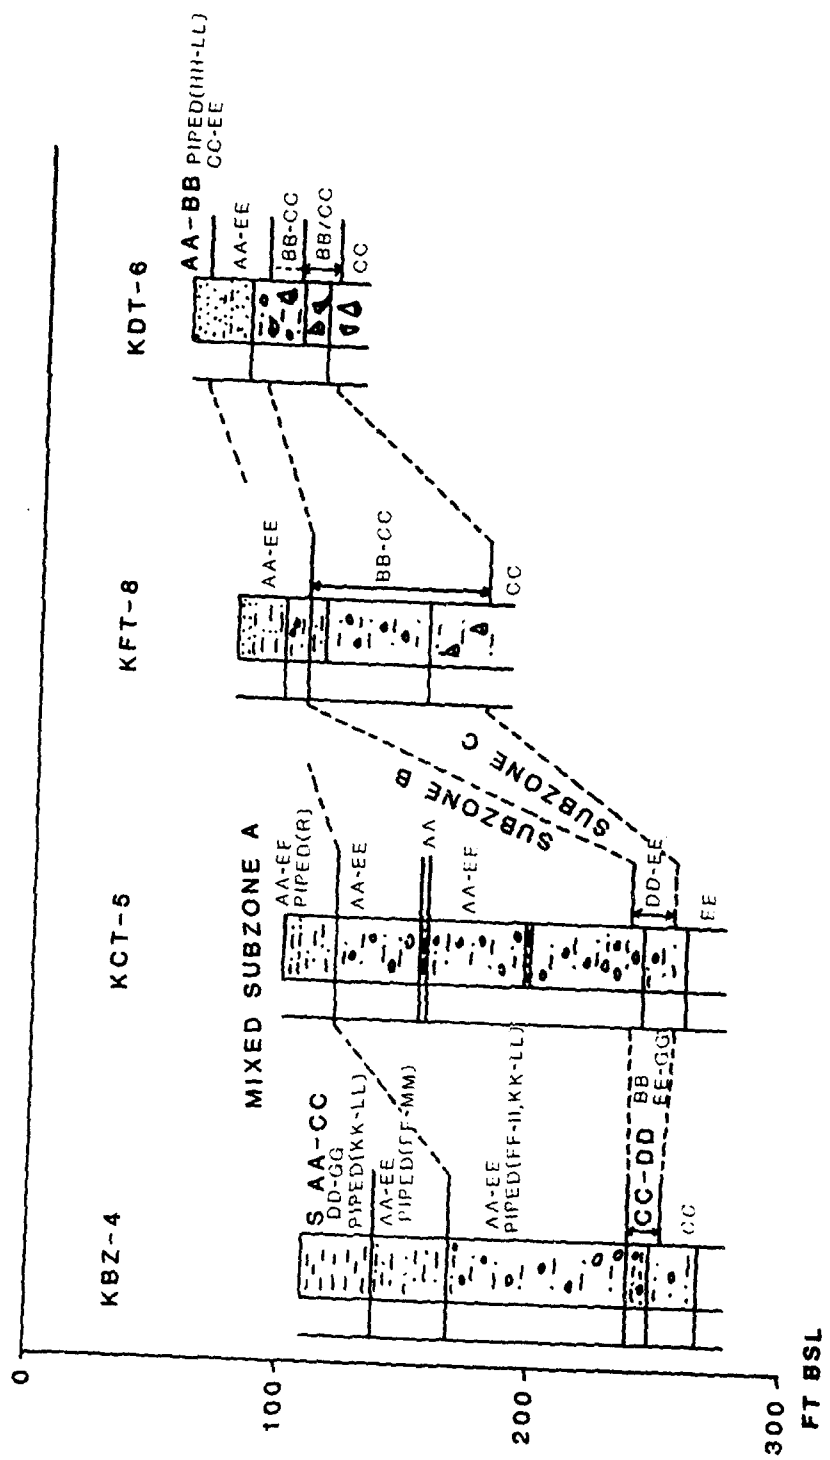 KBZ-4
KCT-5
KFT-8
KDT-6
0
100
200
300
FT BSL
MIXED SUBZONE A
SUBZONE B
SUBZONE C
S AA-CC
DD-GG
PIPED(KK-LL)
AA-EE
PIPED(FF-MM)
AA-EE
PIPED(FF-II,KK-LL)
CC-DD
BB
EE-GG
CC
AA-EE
PIPED(R)
AA-EE
AA
AA-EE
DD-EE
EE
AA-EE
BB-CC
CC
AA-BB PIPED(HH-LL)
CC-EE
AA-EE
BB-CC
BB/CC
CC